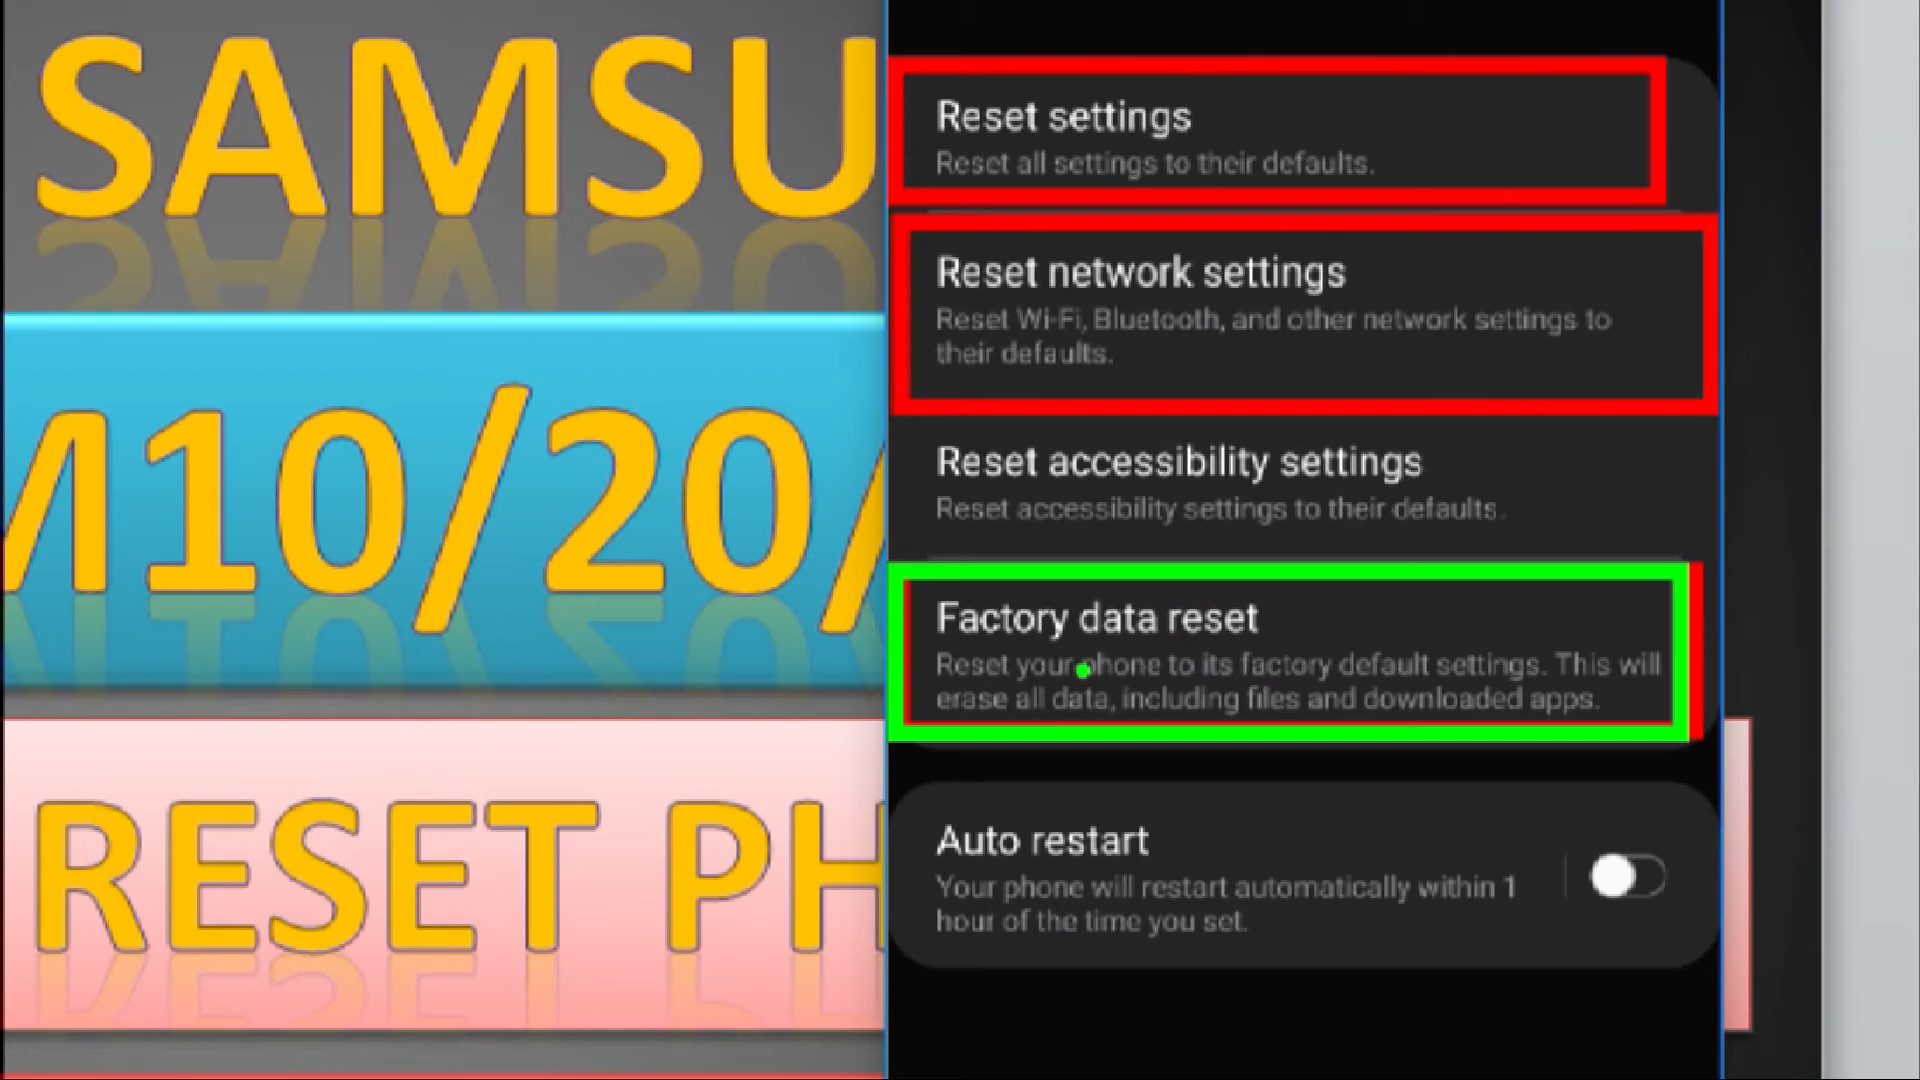 SAMSU
M10/20/
RESET PH
Reset settings
Reset all settings to their defaults.
Reset network settings
Reset Wi-Fi, Bluetooth, and other network settings to
their defaults.
Reset accessibility settings
Reset accessibility settings to their defaults.
Factory data reset
Reset your phone to its factory default settings. This will
erase all data, including files and downloaded apps.
Auto restart
Your phone will restart automatically within 1
hour of the time you set.